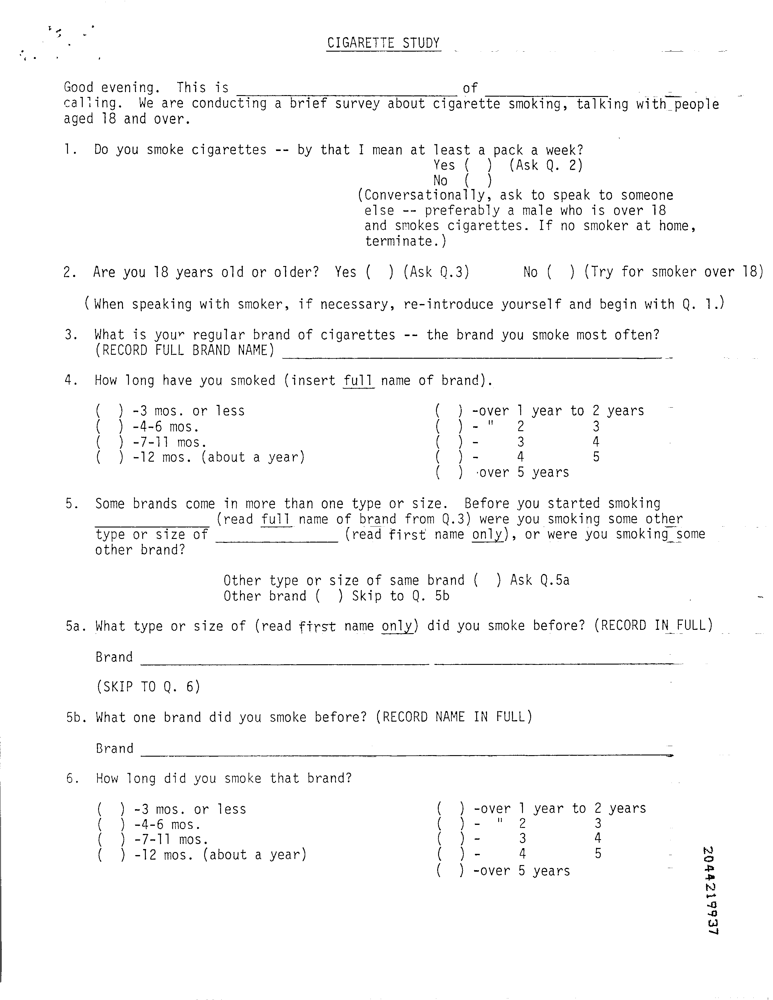 CIGARETTE STUDY
Good evening. This is ____________ of ____________
calling. We are conducting a brief survey about cigarette smoking, talking with people
aged 18 and over.
1. Do you smoke cigarettes -- by that I mean at least a pack a week?
Yes ( ) (Ask Q. 2)
No ( )
(Conversationally, ask to speak to someone
else -- preferably a male who is over 18
and smokes cigarettes. If no smoker at home,
terminate.)
2. Are you 18 years old or older? Yes ( ) (Ask Q.3) No ( ) (Try for smoker over 18)
(When speaking with smoker, if necessary, re-introduce yourself and begin with Q. 1.)
3. What is your regular brand of cigarettes -- the brand you smoke most often?
(RECORD FULL BRAND NAME) ____________
4. How long have you smoked (insert full name of brand).
( ) -3 mos. or less ( ) -over 1 year to 2 years
( ) -4-6 mos. ( ) - " 2 3
( ) -7-11 mos. ( ) - 3 4
( ) -12 mos. (about a year) ( ) - 4 5
( ) -over 5 years
5. Some brands come in more than one type or size. Before you started smoking
____________ (read full name of brand from Q.3) were you smoking some other
type or size of ____________ (read first name only), or were you smoking some
other brand?
Other type or size of same brand ( ) Ask Q.5a
Other brand ( ) Skip to Q. 5b
5a. What type or size of (read first name only) did you smoke before? (RECORD IN FULL)
Brand ____________
(SKIP TO Q. 6)
5b. What one brand did you smoke before? (RECORD NAME IN FULL)
Brand ____________
6. How long did you smoke that brand?
( ) -3 mos. or less ( ) -over 1 year to 2 years
( ) -4-6 mos. ( ) - " 2 3
( ) -7-11 mos. ( ) - 3 4
( ) -12 mos. (about a year) ( ) - 4 5
( ) -over 5 years
2044219937